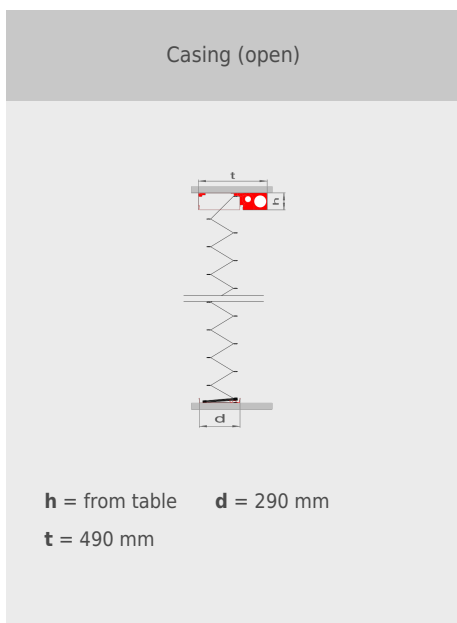 Casing (open)
t
h
d
h = from table d = 290 mm
t = 490 mm